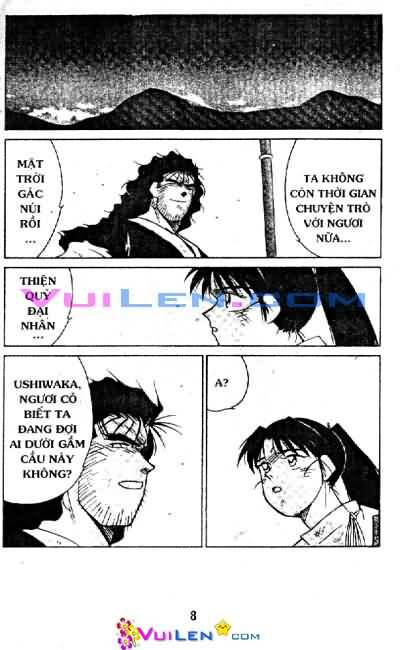 MẶT
TRỜI
GÁC
NÚI
RỒI
...
TA KHÔNG
CÒN THỜI GIAN
CHUYỆN TRÒ
VỚI NGƯƠI
NỮA...
THIỆN
QUỶ
ĐẠI
NHÂN
...
VUILEN.COM
USHIWAKA,
NGƯƠI CÓ
BIẾT TA
ĐANG ĐỢI
AI DƯỚI GẦM
CẦU NÀY
KHÔNG?
A?
8
VUILEN.COM